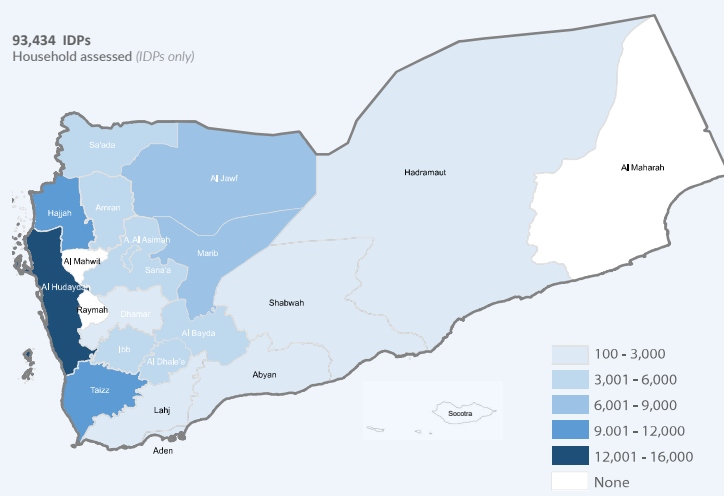 93,434 IDPs
Household assessed (IDPs only)
Sa'ada
Al Jawf
Hadramaut
Al Maharah
Hajjah
Amran
A. Al Asimah
Al Mahwit
Marib
Sana'a
Al Hudayda
Raymah
Dhamar
Shabwah
Al Bayda
Ibb
Al Dhale'e
Abyan
Taizz
Lahj
Socotra
Aden
100 - 3,000
3,001 - 6,000
6,001 - 9,000
9.001 - 12,000
12,001 - 16,000
None